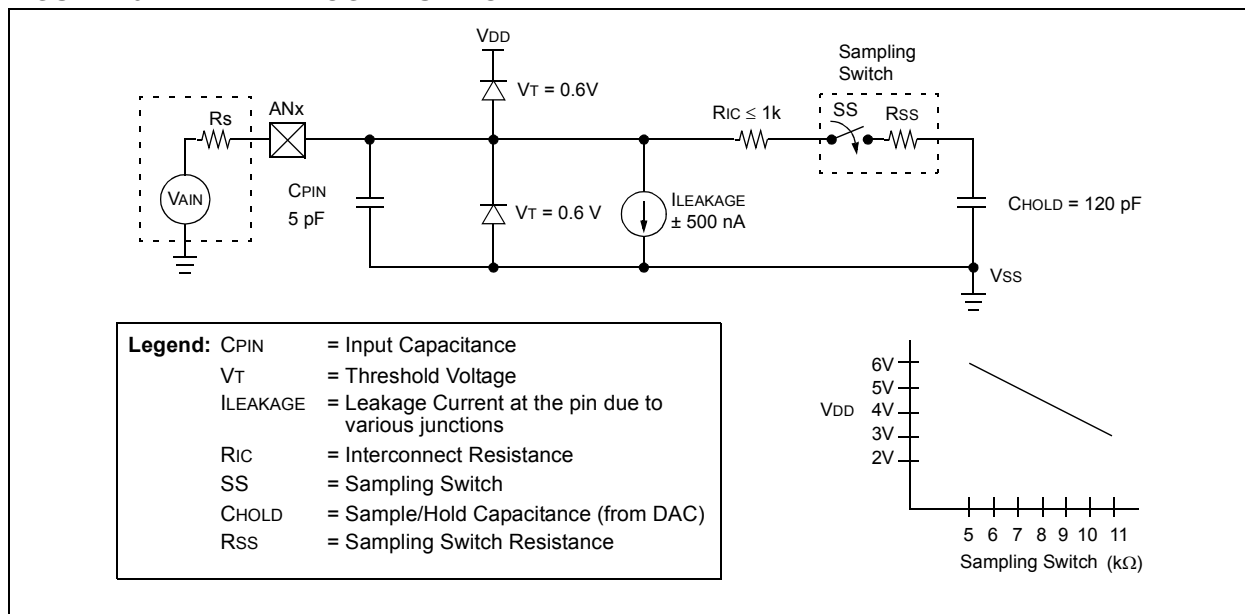 VDD
Sampling
Switch
VT = 0.6V
ANx
RIC ≤ 1k
SS
RSS
Rs
VAIN
CPIN
5 pF
VT = 0.6 V
ILEAKAGE
± 500 nA
CHOLD = 120 pF
VSS
Legend: CPIN = Input Capacitance
VT = Threshold Voltage
ILEAKAGE = Leakage Current at the pin due to
various junctions
RIC = Interconnect Resistance
SS = Sampling Switch
CHOLD = Sample/Hold Capacitance (from DAC)
RSS = Sampling Switch Resistance
6V
5V
VDD 4V
3V
2V
5 6 7 8 9 10 11
Sampling Switch (kΩ)